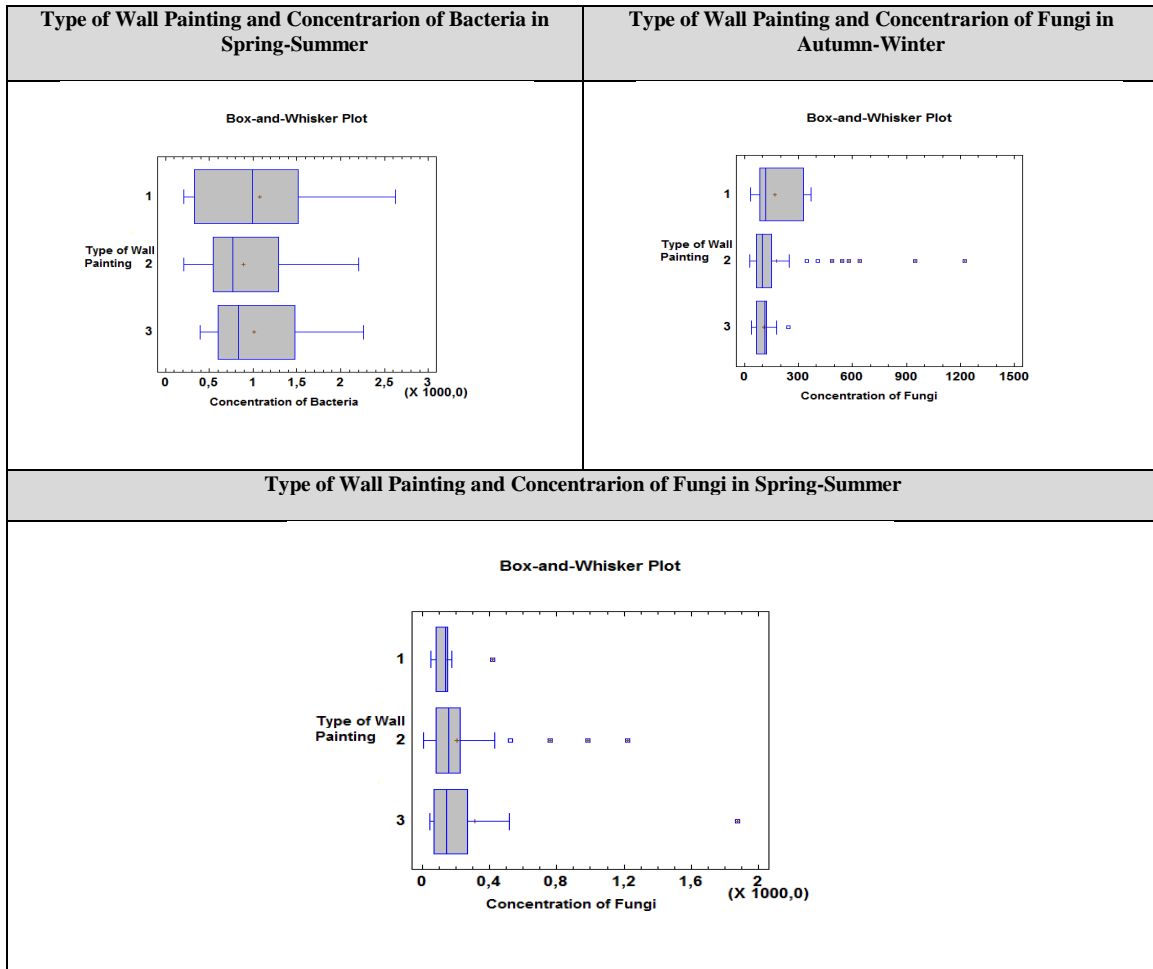 Type of Wall Painting and Concentrarion of Bacteria in
Spring-Summer
Type of Wall Painting and Concentrarion of Fungi in
Autumn-Winter
Box-and-Whisker Plot
1
Type of Wall
Painting 2
3
0 0,5 1 1,5 2 2,5 3
(X 1000,0)
Concentration of Bacteria
Box-and-Whisker Plot
1
Type of Wall
Painting 2
3
0 300 600 900 1200 1500
Concentration of Fungi
Type of Wall Painting and Concentrarion of Fungi in Spring-Summer
Box-and-Whisker Plot
1
Type of Wall
Painting 2
3
0 0,4 0,8 1,2 1,6 2
(X 1000,0)
Concentration of Fungi